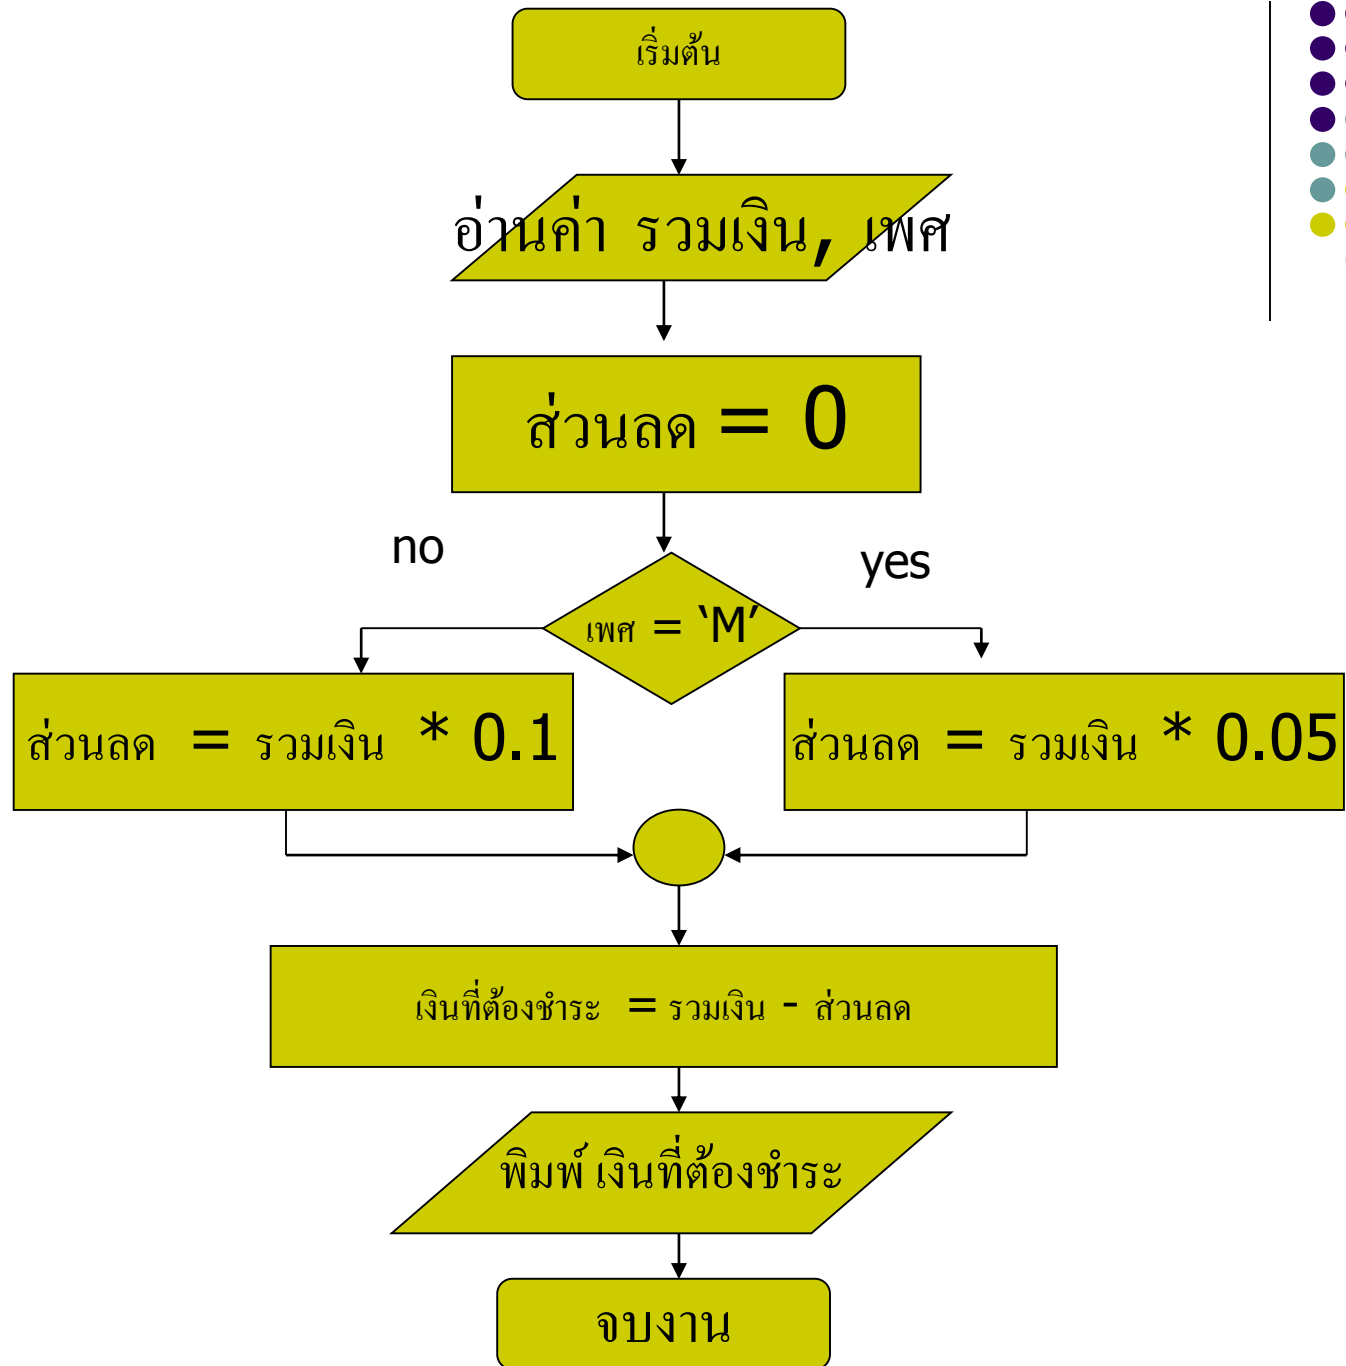 เริ่มต้น
อ่านค่า รวมเงิน, เพศ
ส่วนลด = 0
no
yes
เพศ = ‘M’
ส่วนลด = รวมเงิน * 0.1
ส่วนลด = รวมเงิน * 0.05
เงินที่ต้องชำระ = รวมเงิน - ส่วนลด
พิมพ์ เงินที่ต้องชำระ
จบงาน